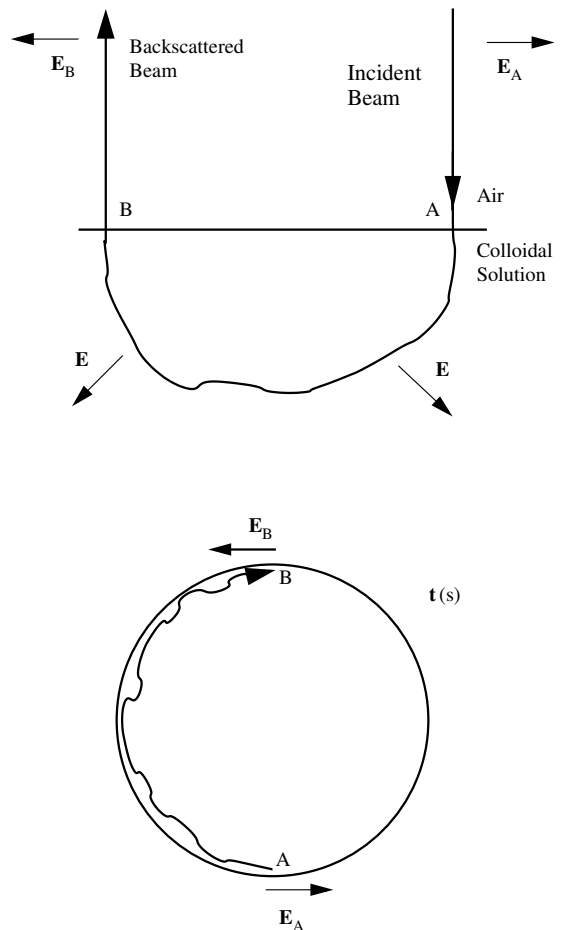 E_B
Backscattered
Beam
Incident
Beam
E_A
B
A
Air
Colloidal
Solution
E
E
E_B
B
t (s)
A
E_A